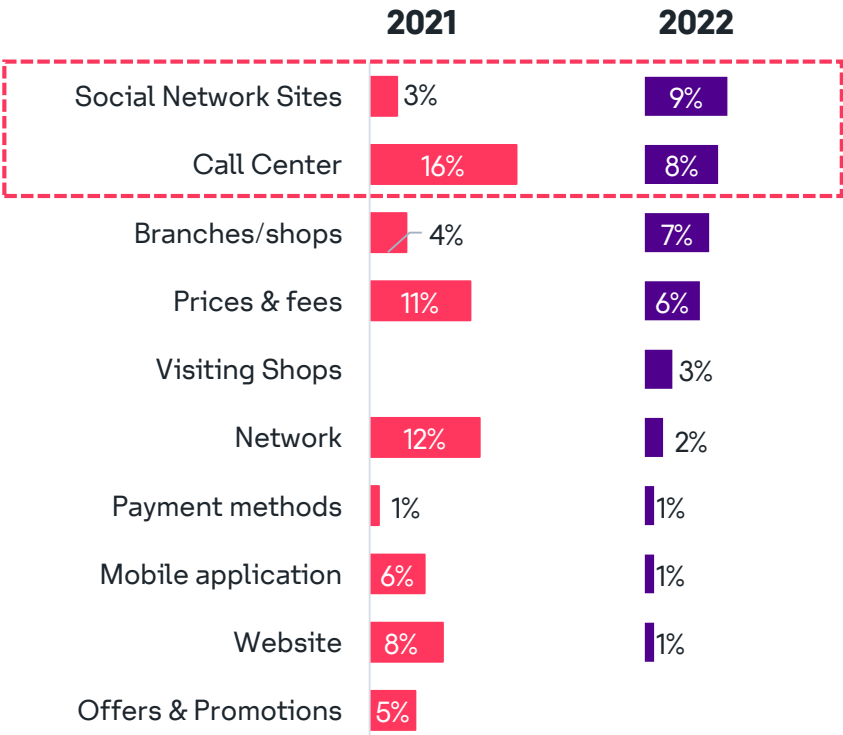 2021 2022
Social Network Sites 3% 9%
Call Center 16% 8%
Branches/shops 4% 7%
Prices & fees 11% 6%
Visiting Shops 3%
Network 12% 2%
Payment methods 1% 1%
Mobile application 6% 1%
Website 8% 1%
Offers & Promotions 5%